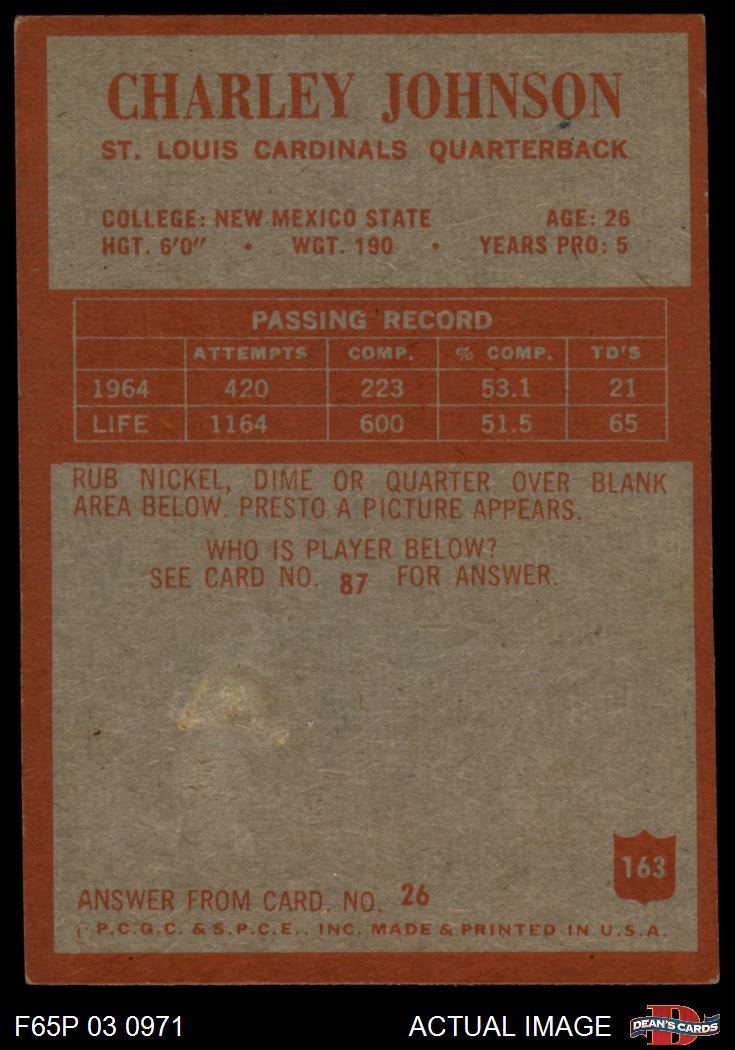 CHARLEY JOHNSON
ST. LOUIS CARDINALS QUARTERBACK
COLLEGE: NEW MEXICO STATE AGE: 26
HGT. 6'0" • WGT. 190 • YEARS PRO: 5
PASSING RECORD
ATTEMPTS COMP. % COMP. TD'S
1964 420 223 53.1 21
LIFE 1164 600 51.5 65
RUB NICKEL, DIME OR QUARTER OVER BLANK
AREA BELOW. PRESTO A PICTURE APPEARS.
WHO IS PLAYER BELOW?
SEE CARD NO. 87 FOR ANSWER.
163
ANSWER FROM CARD. NO. 26
P.C.G.C. & S.P.C.E.. INC. MADE & PRINTED IN U.S.A.
F65P 03 0971 ACTUAL IMAGE
D
DEAN'S CARDS